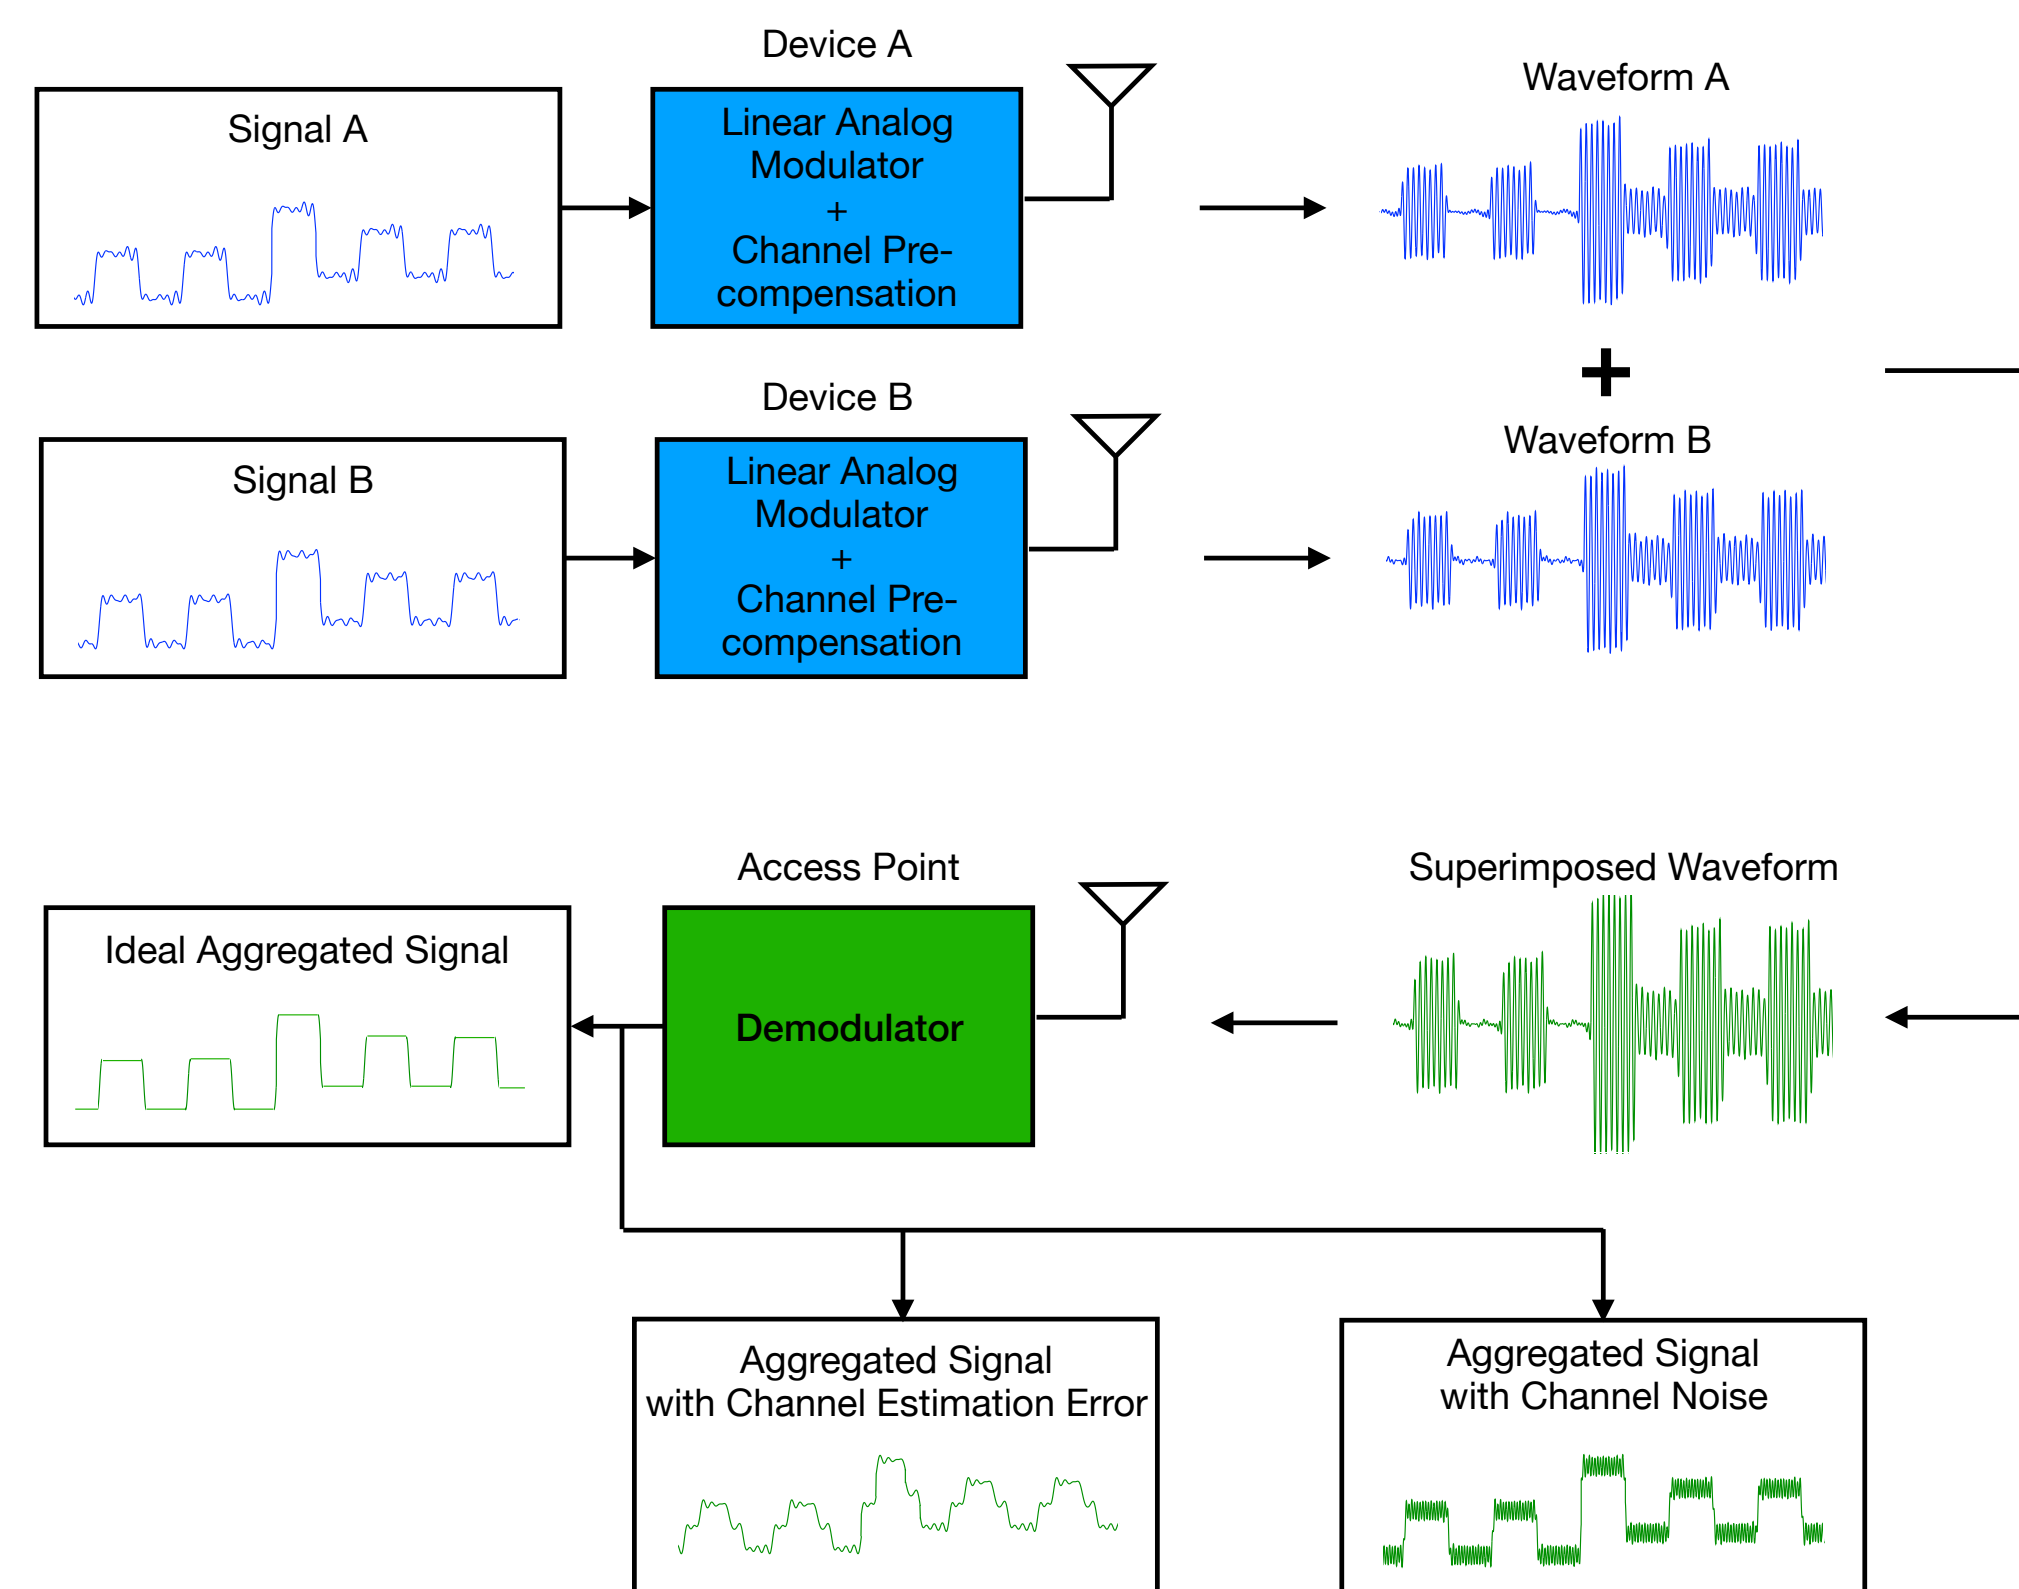 Device A
Signal A
Linear Analog
Modulator
+
Channel Pre-
compensation
Waveform A
+
Device B
Signal B
Linear Analog
Modulator
+
Channel Pre-
compensation
Waveform B
Access Point
Superimposed Waveform
Ideal Aggregated Signal
Demodulator
Aggregated Signal
with Channel Estimation Error
Aggregated Signal
with Channel Noise